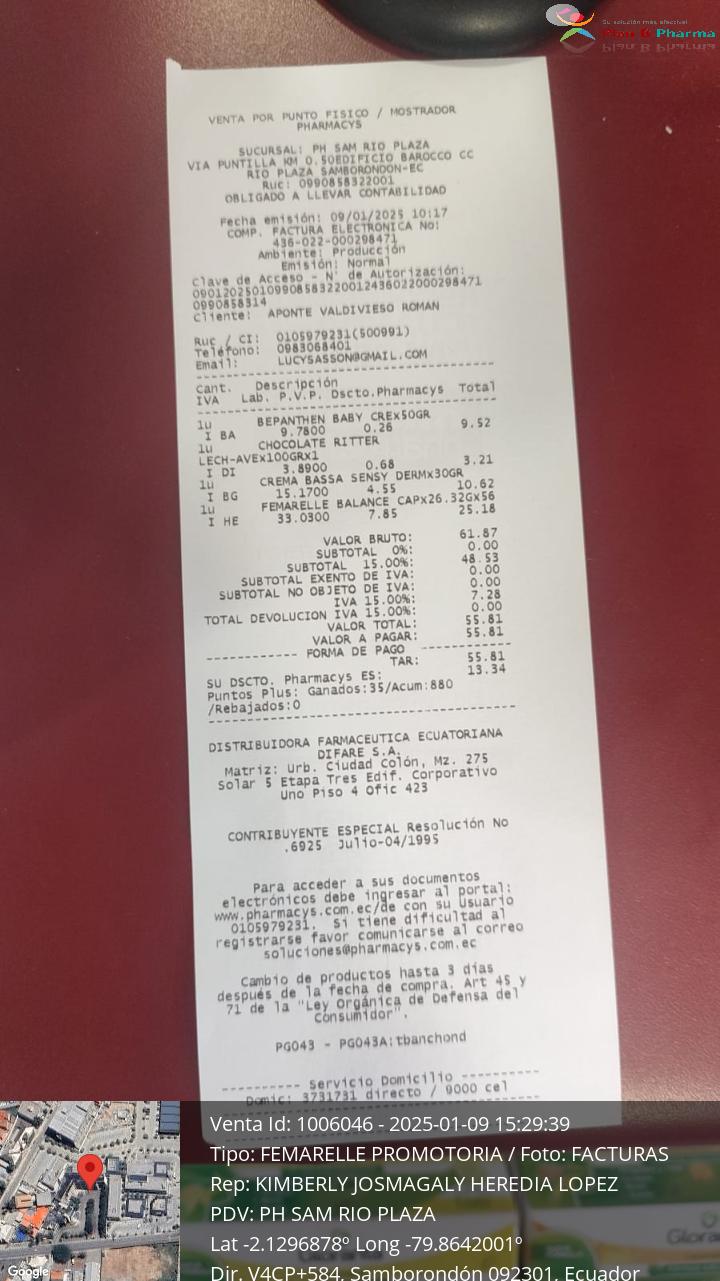 Su solución más efectiva!
Plan B Pharma
VENTA POR PUNTO FISICO / MOSTRADOR
PHARMACYS
SUCURSAL: PH SAM RIO PLAZA
VIA PUNTILLA KM 0.50EDIFICIO BAROCCO CC
RIO PLAZA SAMBORONDON-EC
Ruc: 0990858322001
OBLIGADO A LLEVAR CONTABILIDAD
Fecha emisión: 09/01/2025 10:17
COMP. FACTURA ELECTRONICA No:
436-022-000298471
Ambiente: Producción
Emisión: Normal
Clave de Acceso - N° de Autorización:
090120250109908583220012436022000298471
0990858314
Cliente: APONTE VALDIVIESO ROMAN
Ruc / CI: 0105979231(500991)
Teléfono: 0983068401
Email: LUCYSASSON@GMAIL.COM
Cant. Descripción
IVA Lab. P.V.P. Dscto.Pharmacys Total
1u BEPANTHEN BABY CREX50GR
I BA 9.7800 0.26 9.52
1u CHOCOLATE RITTER
LECH-AVEx100GRX1
I DI 3.8900 0.68 3.21
1u CREMA BASSA SENSY DERMX30GR
I BG 15.1700 4.55 10.62
1u FEMARELLE BALANCE CAPX26.32GX56
I HE 33.0300 7.85 25.18
VALOR BRUTO: 61.87
SUBTOTAL 0%: 0.00
SUBTOTAL 15.00%: 48.53
SUBTOTAL EXENTO DE IVA: 0.00
SUBTOTAL NO OBJETO DE IVA: 0.00
IVA 15.00%: 7.28
TOTAL DEVOLUCION IVA 15.00%: 0.00
VALOR TOTAL: 55.81
VALOR A PAGAR: 55.81
----------- FORMA DE PAGO -----------
TAR: 55.81
SU DSCTO. Pharmacys ES: 13.34
Puntos Plus: Ganados:35/Acum:880
/Rebajados:0
DISTRIBUIDORA FARMACEUTICA ECUATORIANA
DIFARE S.A.
Matriz: Urb. Ciudad Colón, Mz. 275
Solar 5 Etapa Tres Edif. Corporativo
Uno Piso 4 Ofic 423
CONTRIBUYENTE ESPECIAL Resolución No
.6925 Julio-04/1995
Para acceder a sus documentos
electrónicos debe ingresar al portal:
www.pharmacys.com.ec/de con su Usuario
0105979231. Si tiene dificultad al
registrarse favor comunicarse al correo
soluciones@pharmacys.com.ec
Cambio de productos hasta 3 días
después de la fecha de compra. Art 45 y
71 de la "Ley Orgánica de Defensa del
Consumidor".
PG043 - PG043A:tbanchond
---------- Servicio Domicilio ----------
Domic: 3731731 directo / 9000 cel
Venta Id: 1006046 - 2025-01-09 15:29:39
Tipo: FEMARELLE PROMOTORIA / Foto: FACTURAS
Rep: KIMBERLY JOSMAGALY HEREDIA LOPEZ
PDV: PH SAM RIO PLAZA
Lat -2.1296878º Long -79.8642001º
Dir. V4CP+584, Samborondón 092301, Ecuador
Google